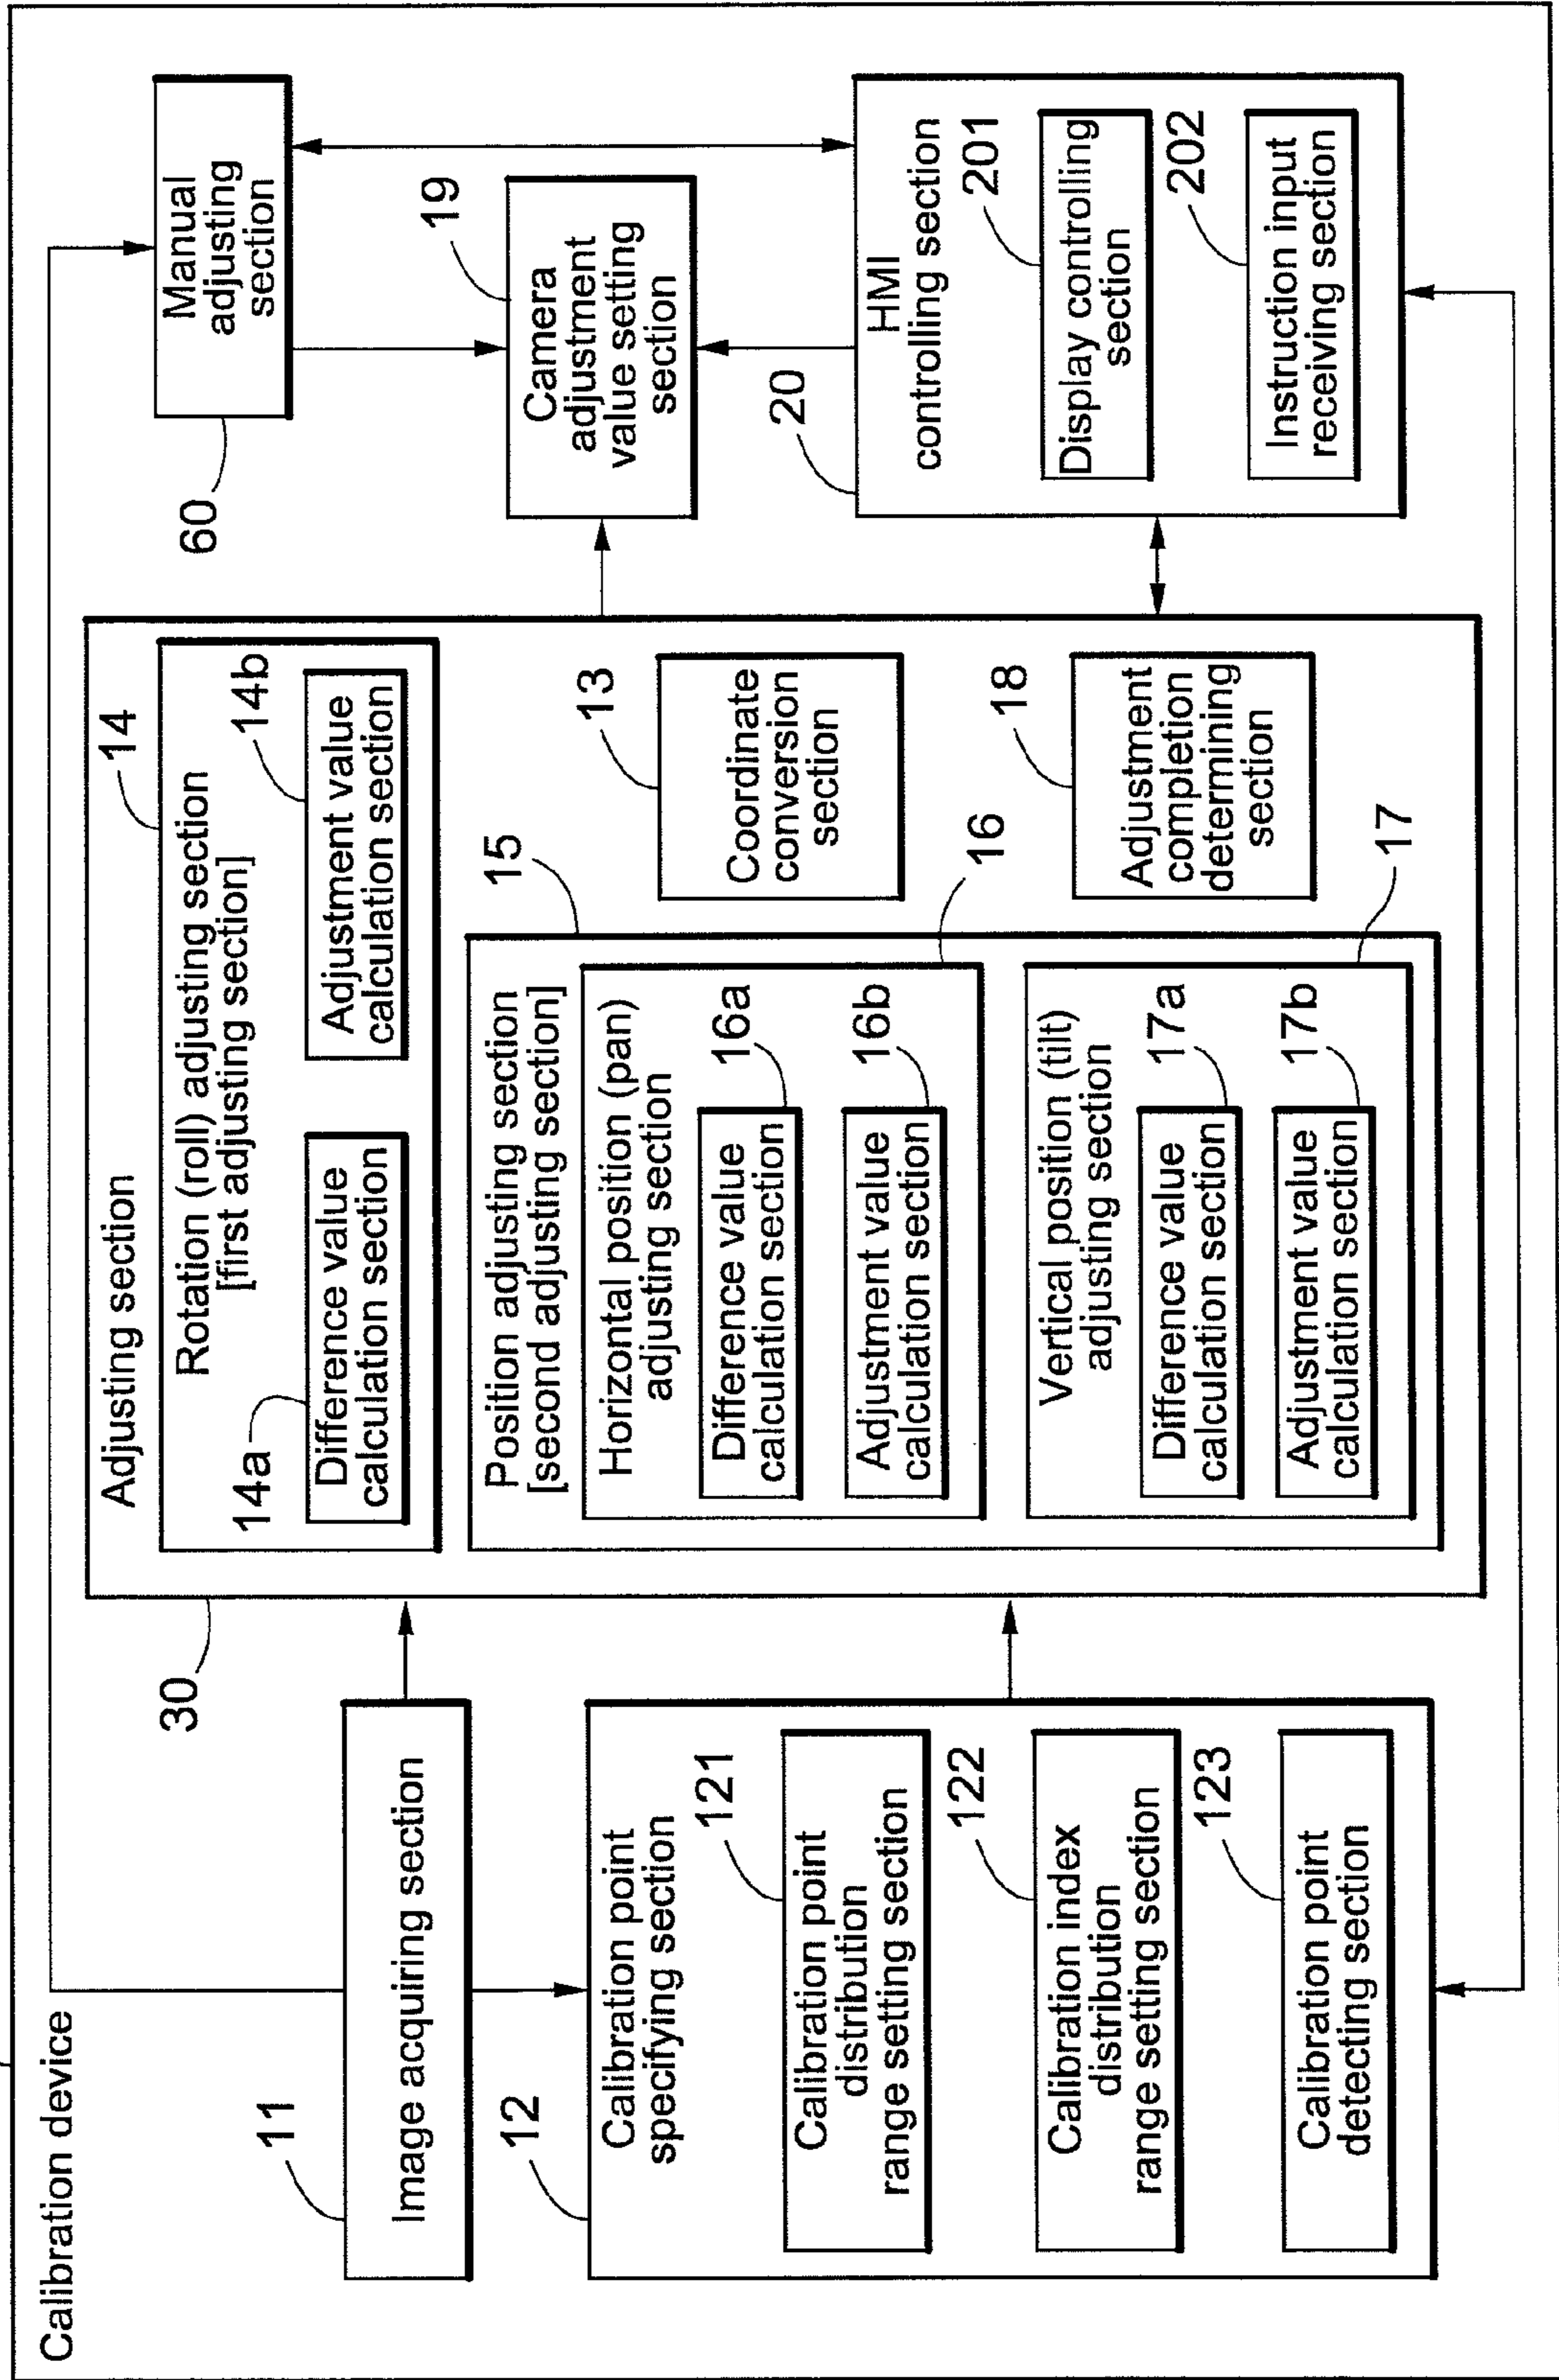 Calibration device
11
Image acquiring section
12
Calibration point
specifying section
121
Calibration point
distribution
range setting section
122
Calibration index
distribution
range setting section
123
Calibration point
detecting section
30
Adjusting section
14
Rotation (roll) adjusting section
[first adjusting section]
14a
Difference value
calculation section
14b
Adjustment value
calculation section
15
Position adjusting section
[second adjusting section]
16
Horizontal position (pan)
adjusting section
16a
Difference value
calculation section
16b
Adjustment value
calculation section
17
Vertical position (tilt)
adjusting section
17a
Difference value
calculation section
17b
Adjustment value
calculation section
13
Coordinate
conversion
section
18
Adjustment
completion
determining
section
60
Manual
adjusting
section
19
Camera
adjustment
value setting
section
20
HMI
controlling section
201
Display controlling
section
202
Instruction input
receiving section